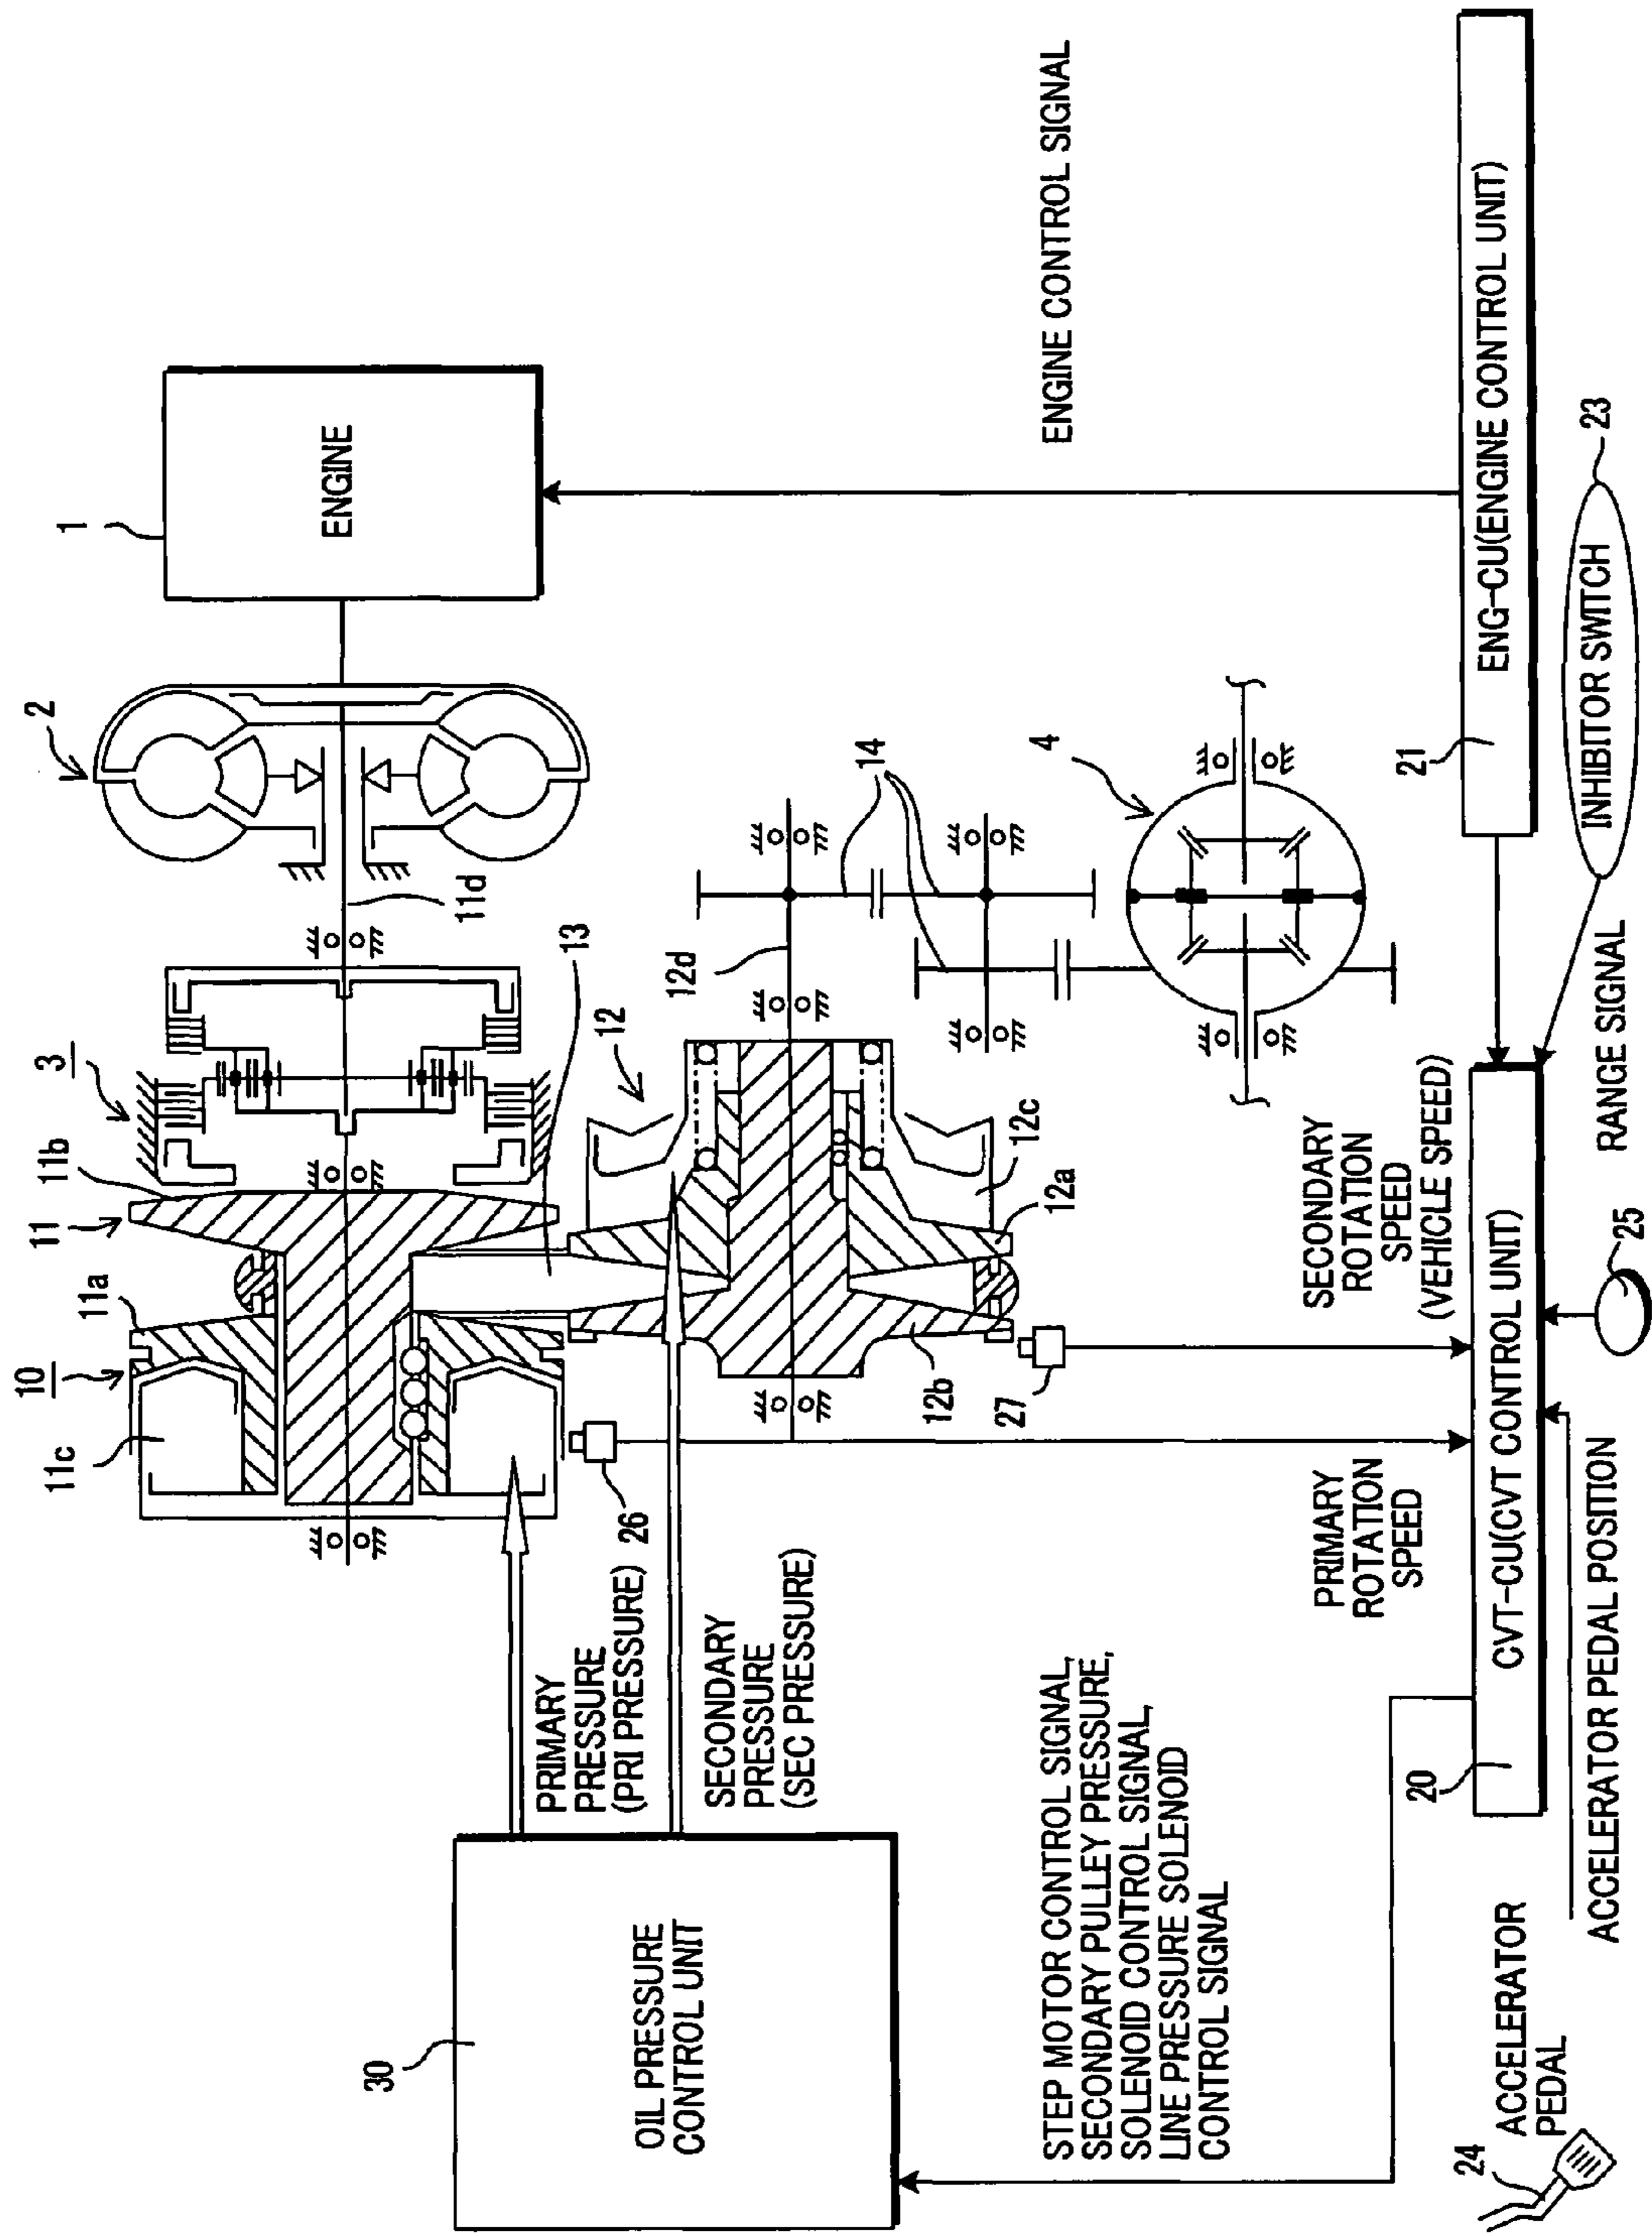 10
11
11a
11b
11c
3
2
1
ENGINE
11d
13
12
12d
14
4
12c
12a
12b
26
27
30
OIL PRESSURE
CONTROL UNIT
PRIMARY
PRESSURE
(PRI PRESSURE)
SECONDARY
PRESSURE
(SEC PRESSURE)
ENGINE CONTROL SIGNAL
STEP MOTOR CONTROL SIGNAL,
SECONDARY PULLEY PRESSURE,
SOLENOID CONTROL SIGNAL,
LINE PRESSURE SOLENOID
CONTROL SIGNAL
PRIMARY
ROTATION
SPEED
SECONDARY
ROTATION
SPEED
(VEHICLE SPEED)
20
CVT-CU(CVT CONTROL UNIT)
21
ENG-CU(ENGINE CONTROL UNIT)
24
ACCELERATOR
PEDAL
ACCELERATOR PEDAL POSITION
25
RANGE SIGNAL
INHIBITOR SWITCH
23